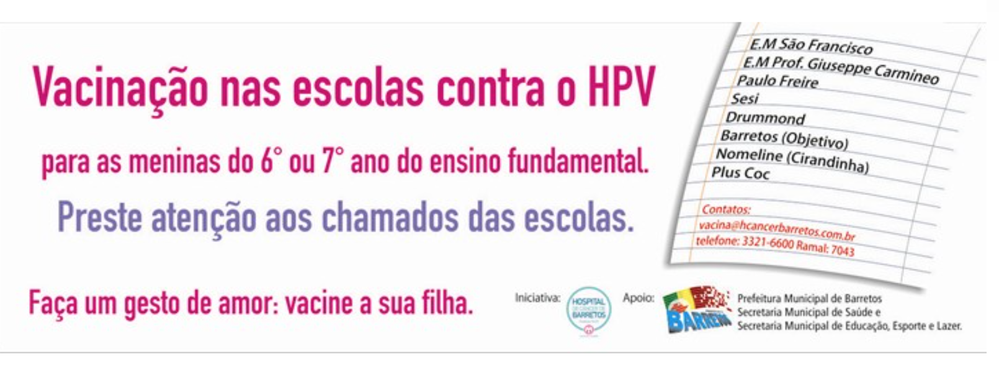 Vacinação nas escolas contra o HPV
para as meninas do 6° ou 7° ano do ensino fundamental.
Preste atenção aos chamados das escolas.
Faça um gesto de amor: vacine a sua filha.
E.M São Francisco
E.M Prof. Giuseppe Carmineo
Paulo Freire
Sesi
Drummond
Barretos (Objetivo)
Nomeline (Cirandinha)
Plus Coc
Contatos:
vacina@hcancerbarretos.com.br
telefone: 3321-6600 Ramal: 7043
Iniciativa:
HOSPITAL
DE CÂNCER DE
BARRETOS
Apoio:
Prefeitura Municipal de Barretos
Secretaria Municipal de Saúde e
Secretaria Municipal de Educação, Esporte e Lazer.